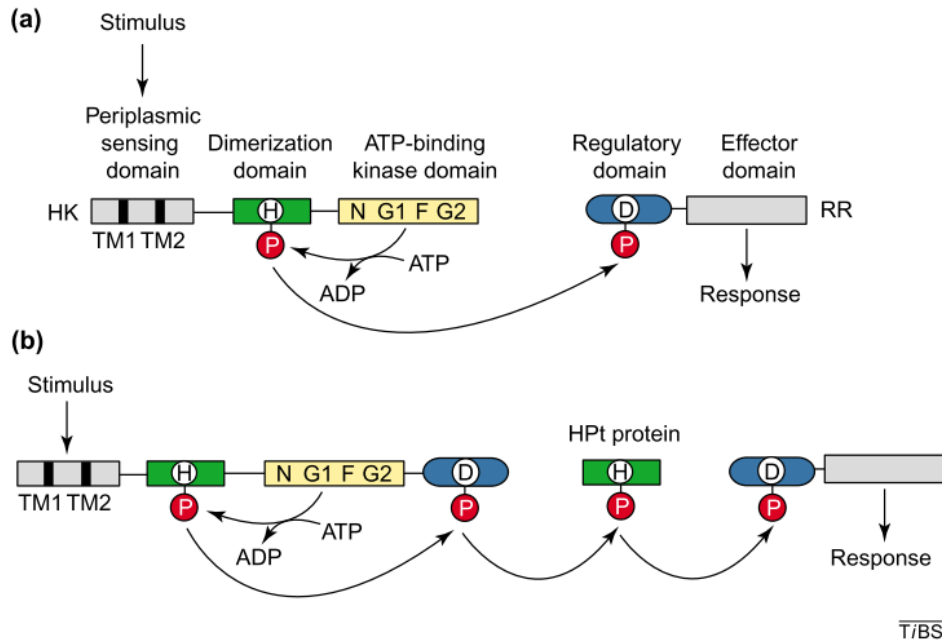 (a)
Stimulus
Periplasmic
sensing
domain
Dimerization
domain
ATP-binding
kinase domain
Regulatory
domain
Effector
domain
HK
H
N G1 F G2
D
RR
TM1 TM2
P
P
ATP
ADP
Response
(b)
Stimulus
HPt protein
H
N G1 F G2
D
H
D
TM1 TM2
P
P
P
P
ATP
ADP
Response
TiBS